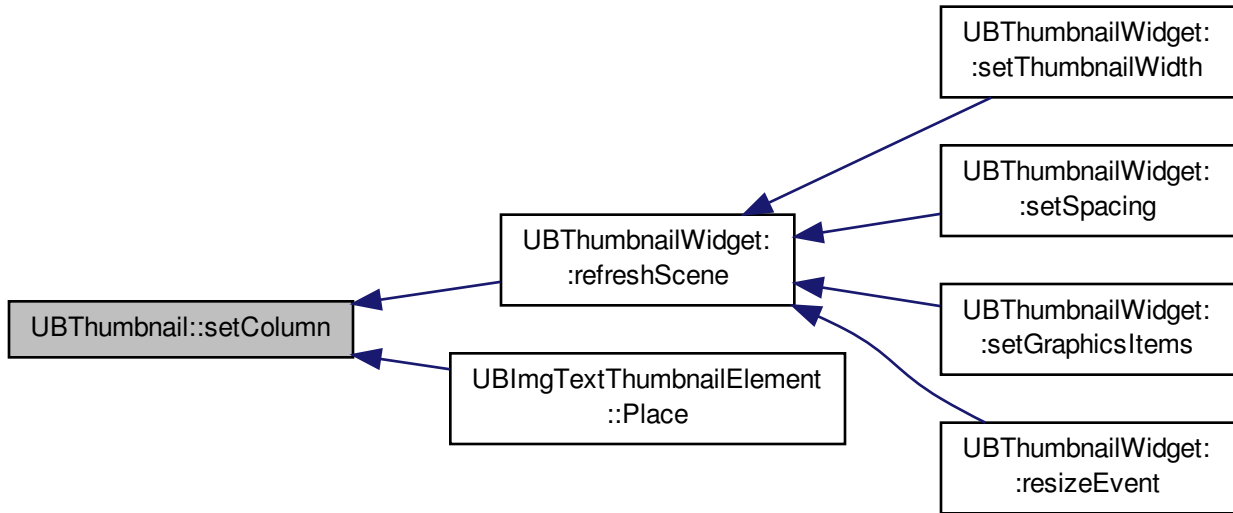 UBThumbnail::setColumn
UBThumbnailWidget:
:refreshScene
UBImgTextThumbnailElement
::Place
UBThumbnailWidget:
:setThumbnailWidth
UBThumbnailWidget:
:setSpacing
UBThumbnailWidget:
:setGraphicsItems
UBThumbnailWidget:
:resizeEvent